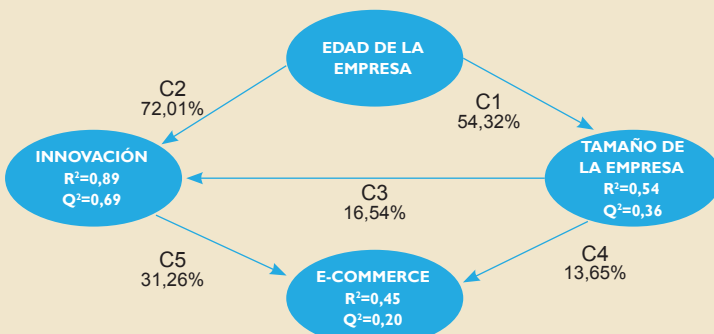 EDAD DE LA
EMPRESA
C2
72,01%
C1
54,32%
INNOVACIÓN
R²=0,89
Q²=0,69
TAMAÑO DE
LA EMPRESA
R²=0,54
Q²=0,36
C3
16,54%
C5
31,26%
C4
13,65%
E-COMMERCE
R²=0,45
Q²=0,20